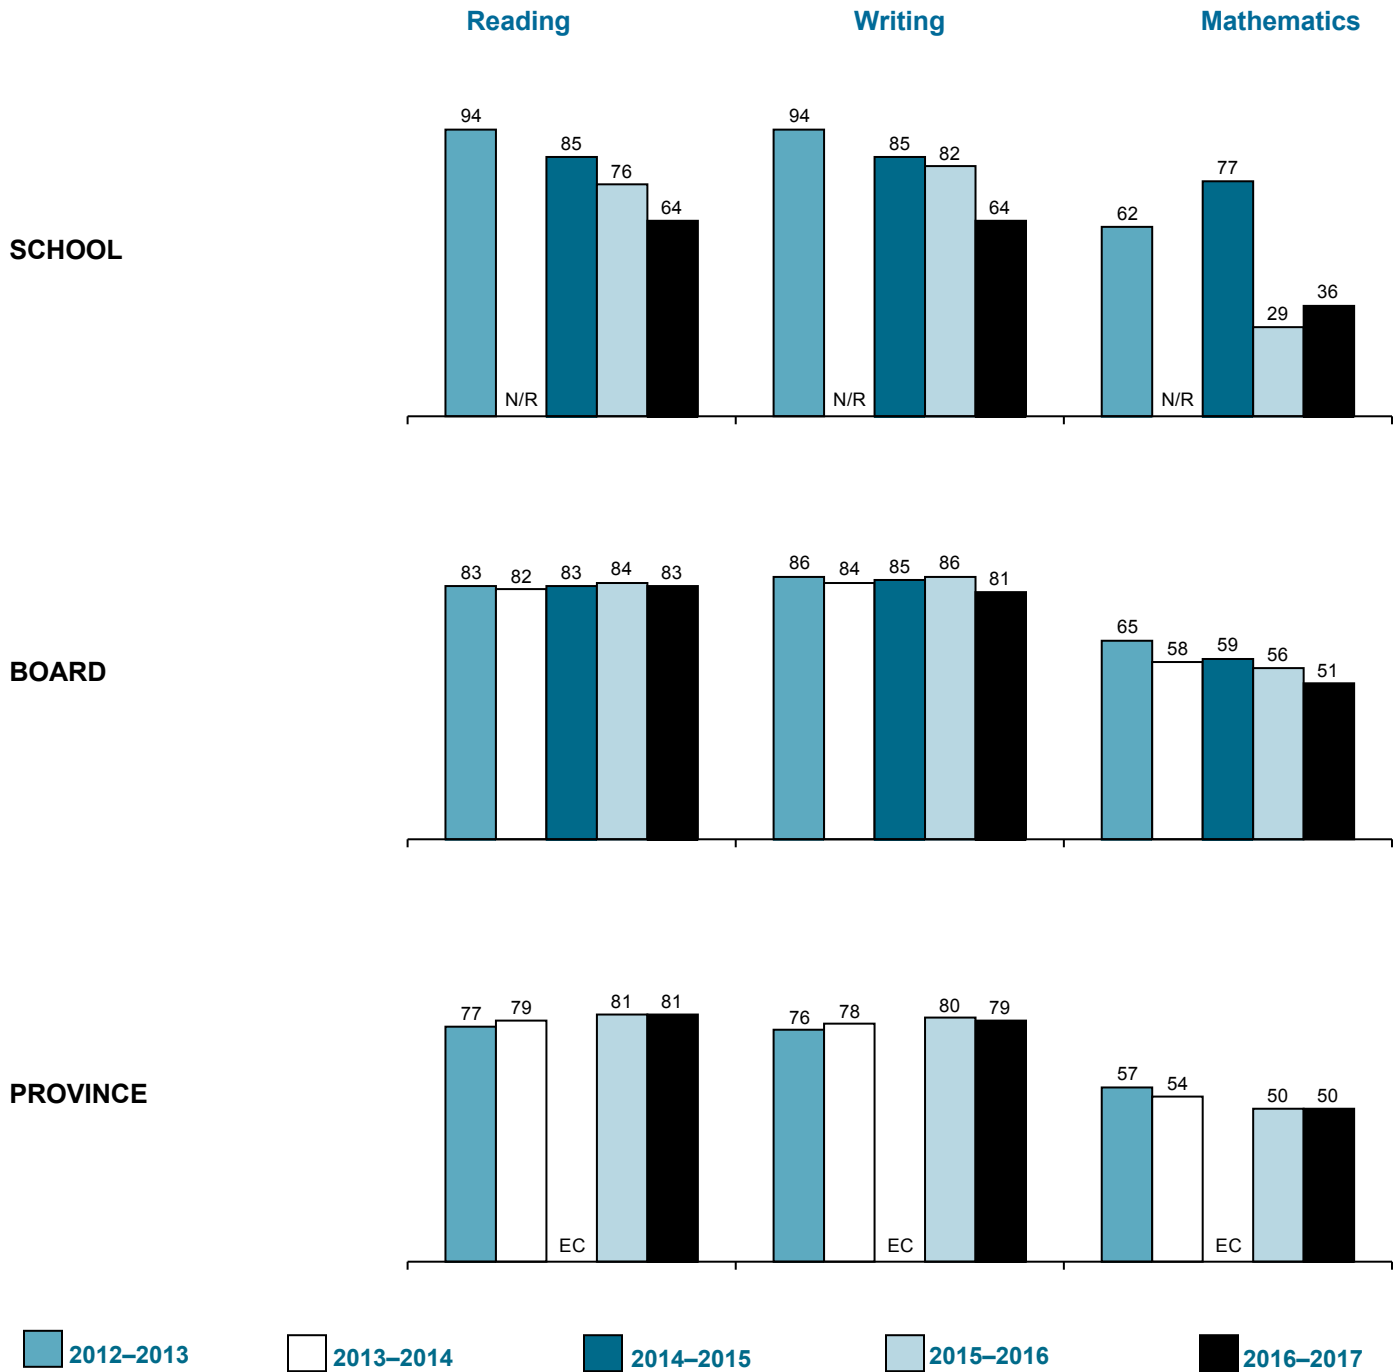 Reading Writing Mathematics
SCHOOL
94 N/R 85 76 64
94 N/R 85 82 64
62 N/R 77 29 36
BOARD
83 82 83 84 83
86 84 85 86 81
65 58 59 56 51
PROVINCE
77 79 EC 81 81
76 78 EC 80 79
57 54 EC 50 50
2012–2013 2013–2014 2014–2015 2015–2016 2016–2017